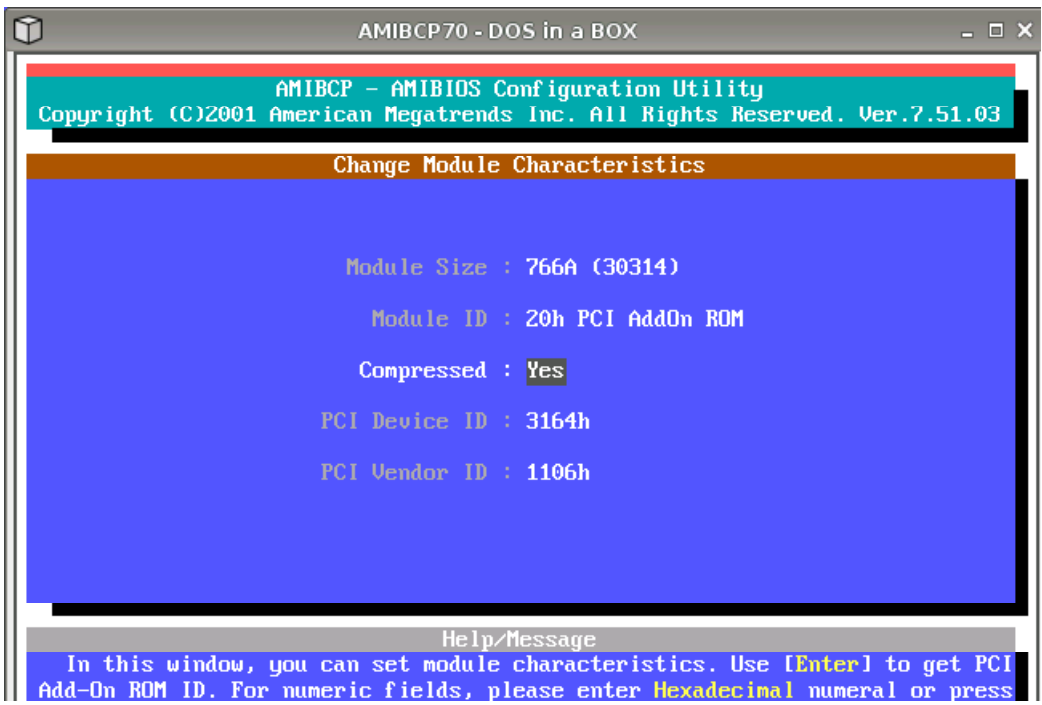 AMIBCP70 - DOS in a BOX
AMIBCP - AMIBIOS Configuration Utility
Copyright (C)2001 American Megatrends Inc. All Rights Reserved. Ver.7.51.03
Change Module Characteristics
Module Size : 766A (30314)
Module ID : 20h PCI AddOn ROM
Compressed : Yes
PCI Device ID : 3164h
PCI Vendor ID : 1106h
Help/Message
In this window, you can set module characteristics. Use [Enter] to get PCI
Add-On ROM ID. For numeric fields, please enter Hexadecimal numeral or press